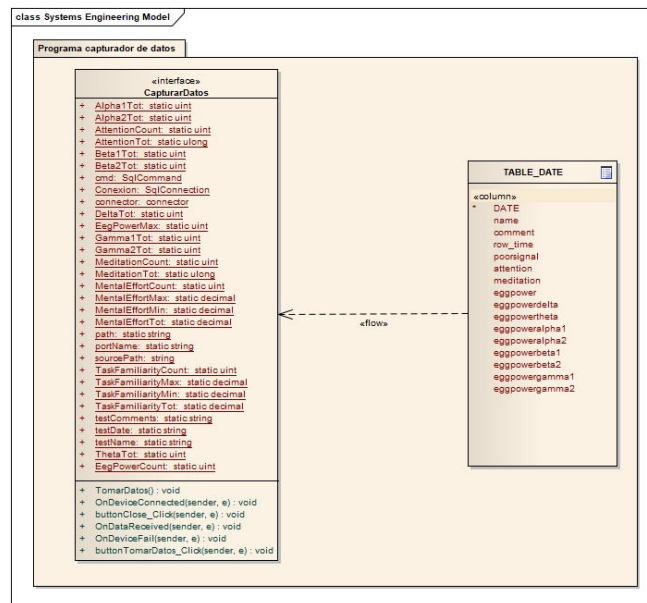 class Systems Engineering Model
Programa capturador de datos
«interface»
CapturarDatos
+ Alpha1Tot: static uint
+ Alpha2Tot: static uint
+ AttentionCount: static uint
+ AttentionTot: static ulong
+ Beta1Tot: static uint
+ Beta2Tot: static uint
+ cmd: SqlCommand
+ Conexion: SqlConnection
+ connector: connector
+ DeltaTot: static uint
+ EegPowerMax: static uint
+ Gamma1Tot: static uint
+ Gamma2Tot: static uint
+ MeditationCount: static uint
+ MeditationTot: static ulong
+ MentalEffortCount: static uint
+ MentalEffortMax: static decimal
+ MentalEffortMin: static decimal
+ MentalEffortTot: static decimal
+ path: static string
+ portName: static string
+ sourcePath: string
+ TaskFamiliarityCount: static uint
+ TaskFamiliarityMax: static decimal
+ TaskFamiliarityMin: static decimal
+ TaskFamiliarityTot: static decimal
+ testComments: static string
+ testDate: static string
+ testName: static string
+ ThetaTot: static uint
+ EegPowerCount: static uint
+ TomarDatos() : void
+ OnDeviceConnected(sender, e) : void
+ buttonClose_Click(sender, e) : void
+ OnDataReceived(sender, e) : void
+ OnDeviceFail(sender, e) : void
+ buttonTomarDatos_Click(sender, e) : void
«flow»
TABLE_DATE
«column»
* DATE
name
comment
row_time
poorsignal
attention
meditation
eggpower
eggpowerdelta
eggpowertheta
eggpoweralpha1
eggpoweralpha2
eggpowerbeta1
eggpowerbeta2
eggpowergamma1
eggpowergamma2